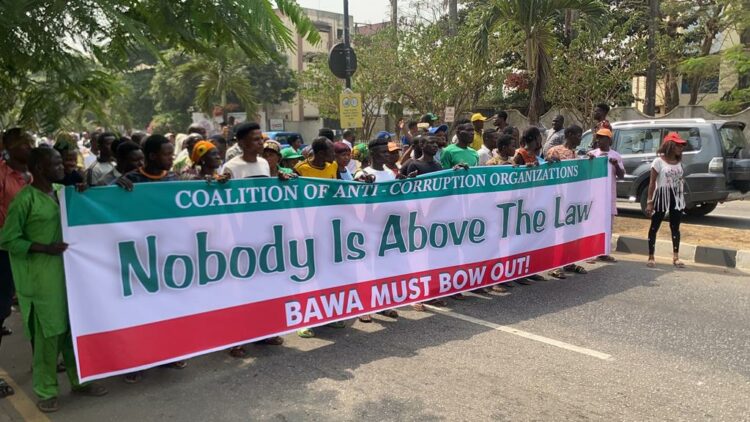 COALITION OF ANTI - CORRUPTION ORGANIZATIONS
Nobody Is Above The Law
BAWA MUST BOW OUT!